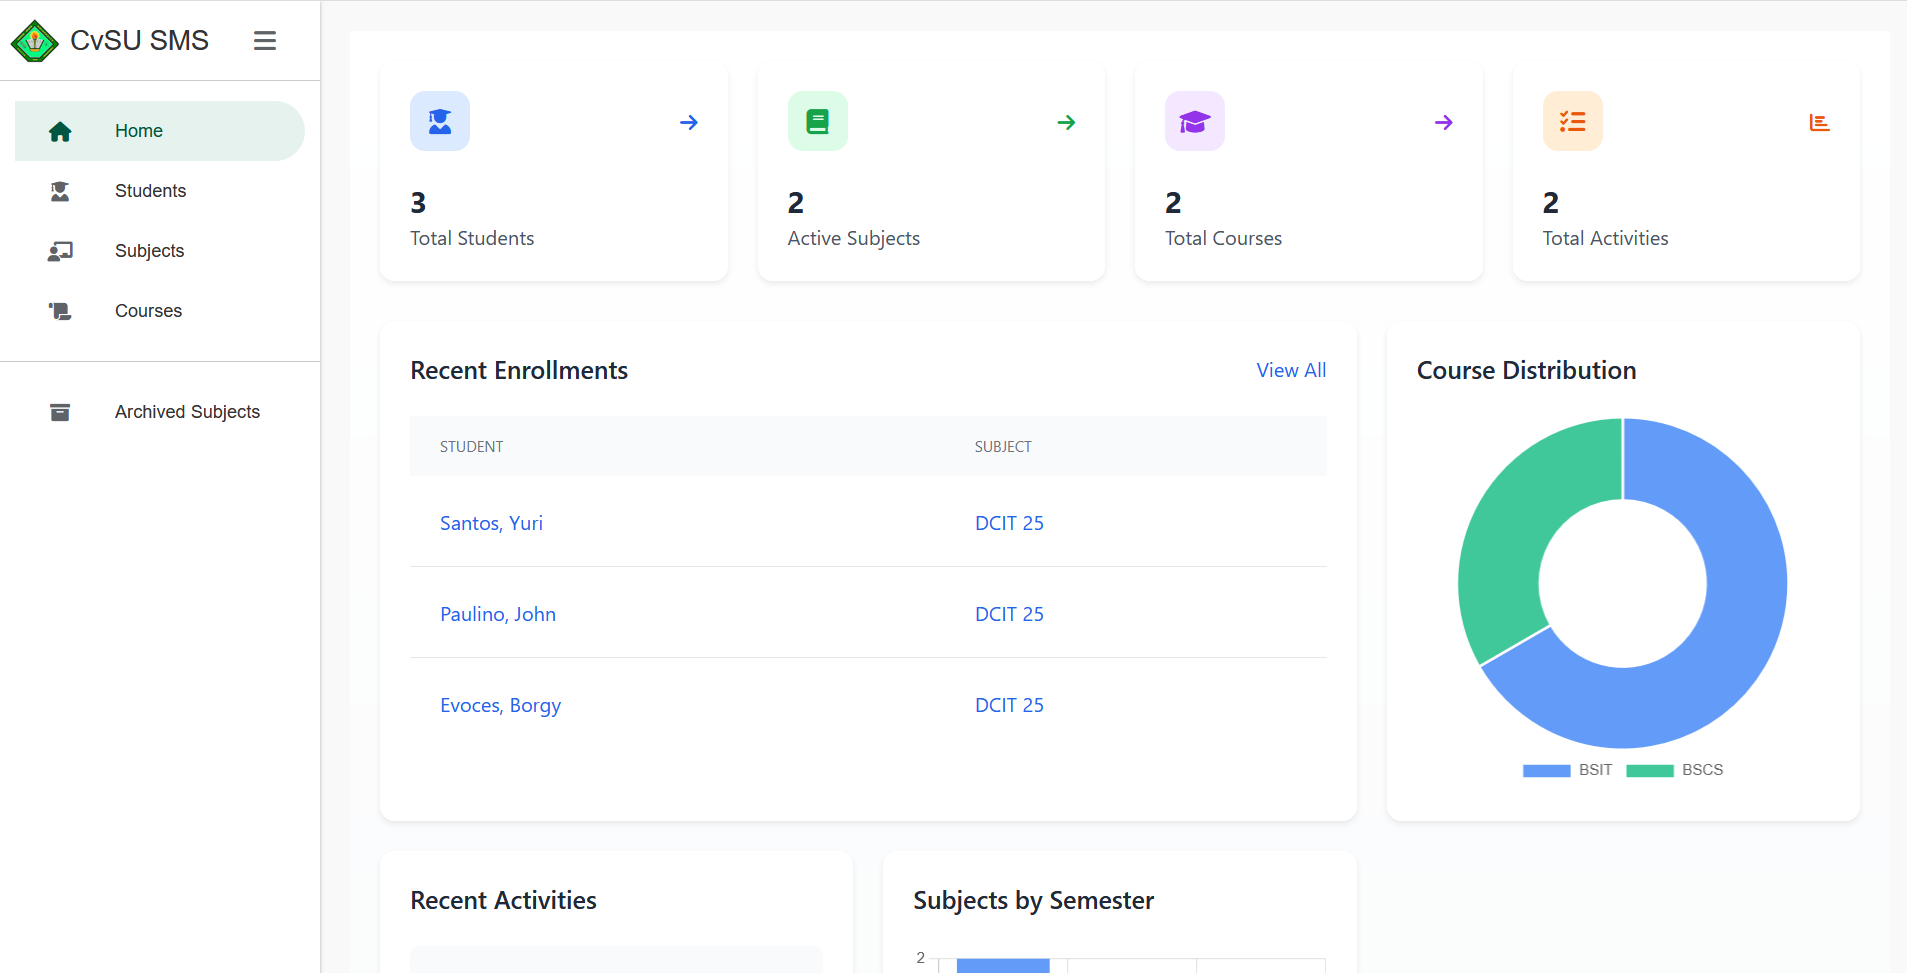 CvSU SMS
Home
Students
Subjects
Courses
Archived Subjects
3
Total Students
2
Active Subjects
2
Total Courses
2
Total Activities
Recent Enrollments
View All
STUDENT SUBJECT
Santos, Yuri DCIT 25
Paulino, John DCIT 25
Evoces, Borgy DCIT 25
Course Distribution
BSIT BSCS
Recent Activities
Subjects by Semester
2